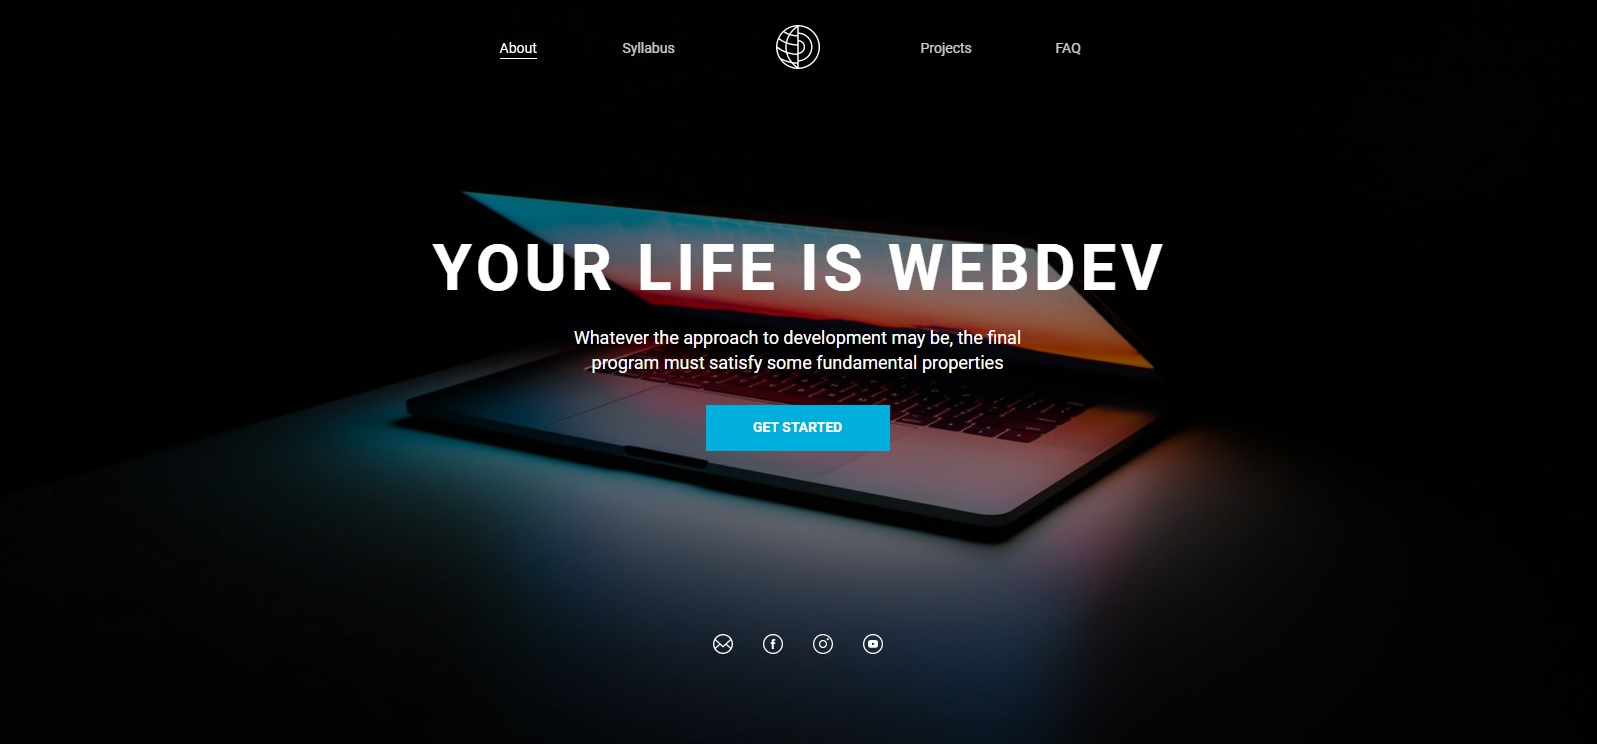 About
Syllabus
Projects
FAQ
YOUR LIFE IS WEBDEV
Whatever the approach to development may be, the final
program must satisfy some fundamental properties
GET STARTED